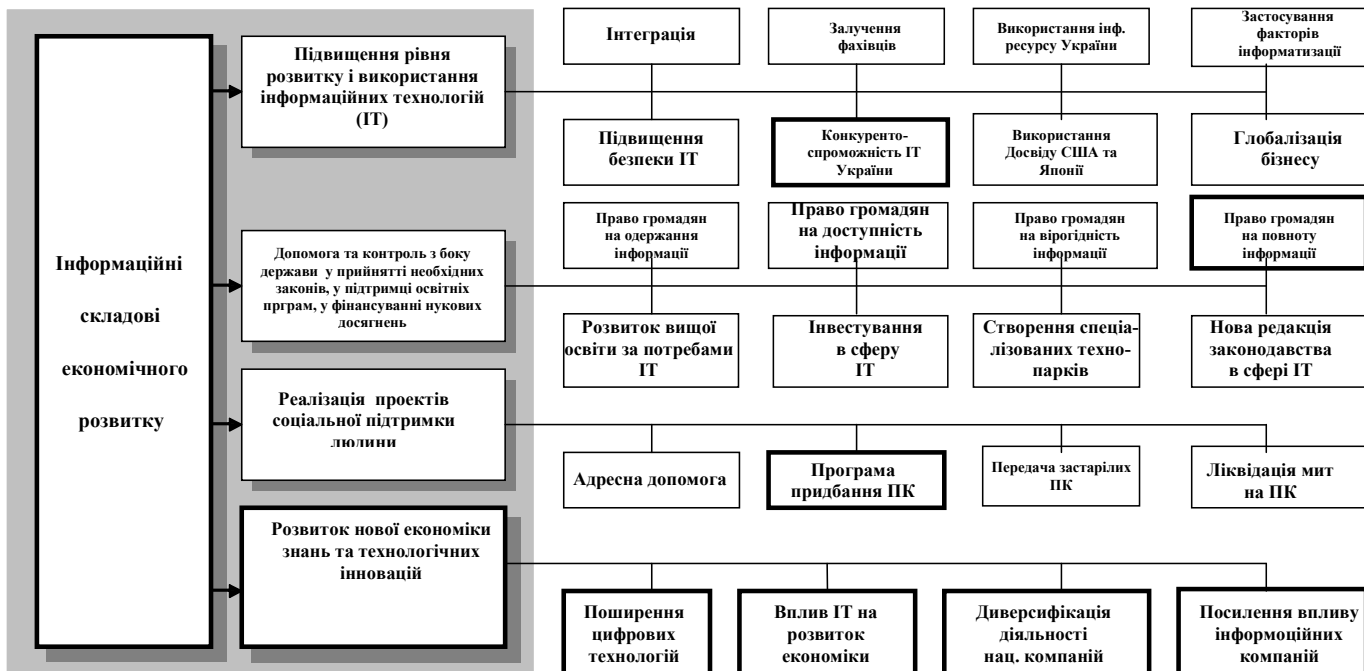 Інформаційні
складові
економічного
розвитку
Підвищення рівня
розвитку і використання
інформаційних технологій
(ІТ)
Інтеграція
Залучення
фахівців
Використання інф.
ресурсу України
Застосування
факторів
інформатизації
Підвищення
безпеки ІТ
Конкуренто-
спроможність ІТ
України
Використання
Досвіду США та
Японії
Глобалізація
бізнесу
Допомога та контроль з боку
держави у прийнятті необхідних
законів, у підтримці освітніх
прграм, у фінансуванні нукових
досягнень
Право громадян
на одержання
інформації
Право громадян
на доступність
інформації
Право громадян
на вірогідність
інформації
Право громадян
на повноту
інформації
Розвиток вищої
освіти за потребами
ІТ
Інвестування
в сферу
ІТ
Створення спеціа-
лізованих техно-
парків
Нова редакція
законодавства
в сфері ІТ
Реалізація проектів
соціальної підтримки
людини
Адресна допомога
Програма
придбання ПК
Передача застарілих
ПК
Ліквідація мит
на ПК
Розвиток нової економіки
знань та технологічних
інновацій
Поширення
цифрових
технологій
Вплив ІТ на
розвиток
економіки
Диверсифікація
діяльності
нац. компаній
Посилення впливу
інформоційних
компаній